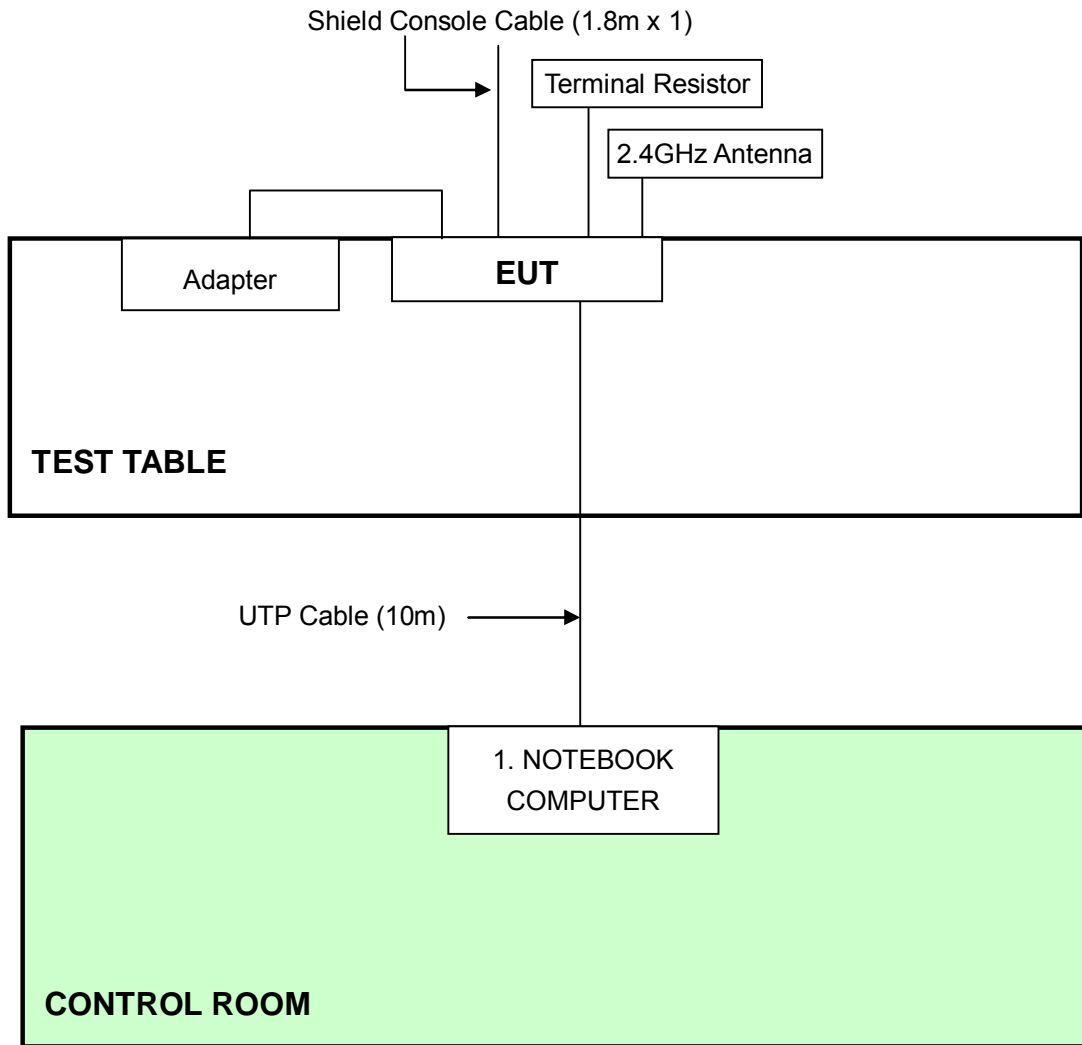 Shield Console Cable (1.8m x 1)
Terminal Resistor
2.4GHz Antenna
Adapter
EUT
TEST TABLE
UTP Cable (10m)
1. NOTEBOOK
COMPUTER
CONTROL ROOM